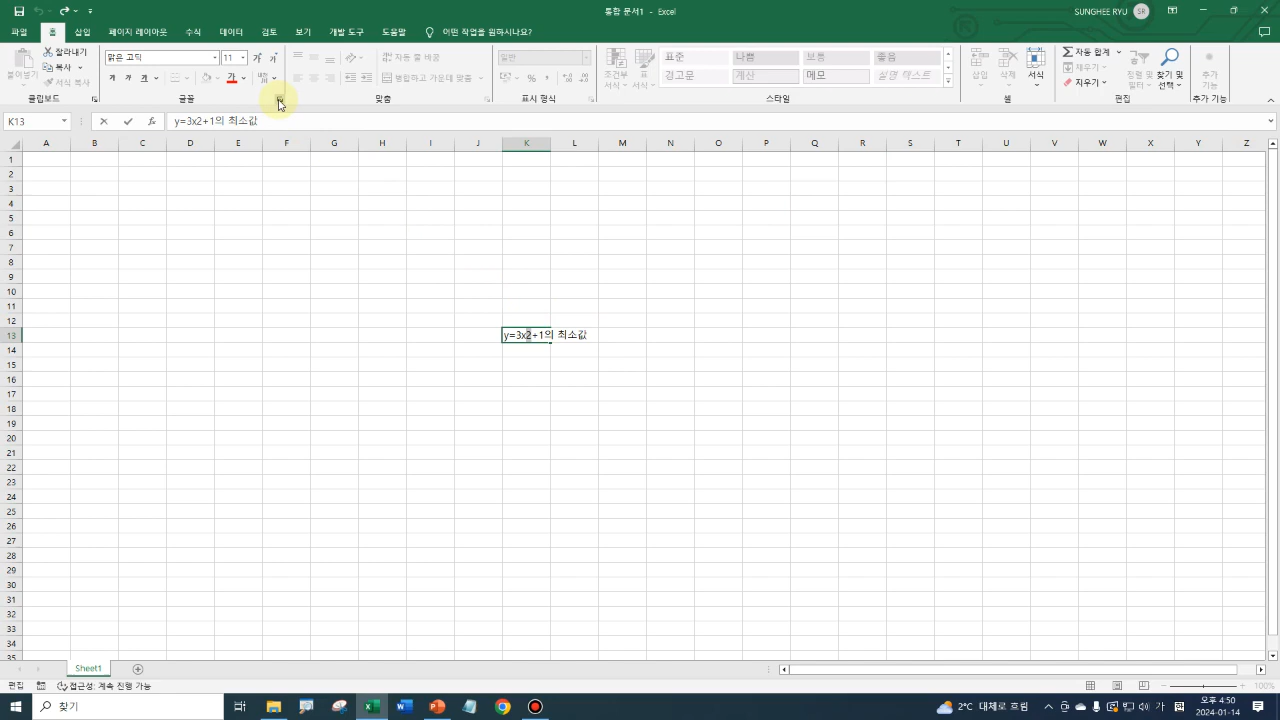 통합 문서1 - Excel
SUNGHEE RYU SR
파일 홈 삽입 페이지 레이아웃 수식 데이터 검토 보기 개발 도구 도움말 어떤 작업을 원하시나요?
붙여넣기 잘라내기 복사 서식 복사 클립보드
맑은 고딕 11 가 가 가 글꼴
자동 줄 바꿈 병합하고 가운데 맞춤 맞춤
일반 % 표시 형식
조건부 서식 표 서식 표준 나쁨 보통 좋음
경고문 계산 메모 설명 텍스트 스타일
삽입 삭제 서식 셀
자동 합계 채우기 지우기 정렬 및 필터 찾기 및 선택 편집
추가 기능 추가 기능
K13 fx y=3x2+1의 최소값
A B C D E F G H I J K L M N O P Q R S T U V W X Y Z
1
2
3
4
5
6
7
8
9
10
11
12
13 y=3x2+1의 최소값
14
15
16
17
18
19
20
21
22
23
24
25
26
27
28
29
30
31
32
33
34
35
Sheet1
편집 접근성: 계속 진행 가능 100%
찾기 2°C 대체로 흐림 오후 4:50
2024-01-14